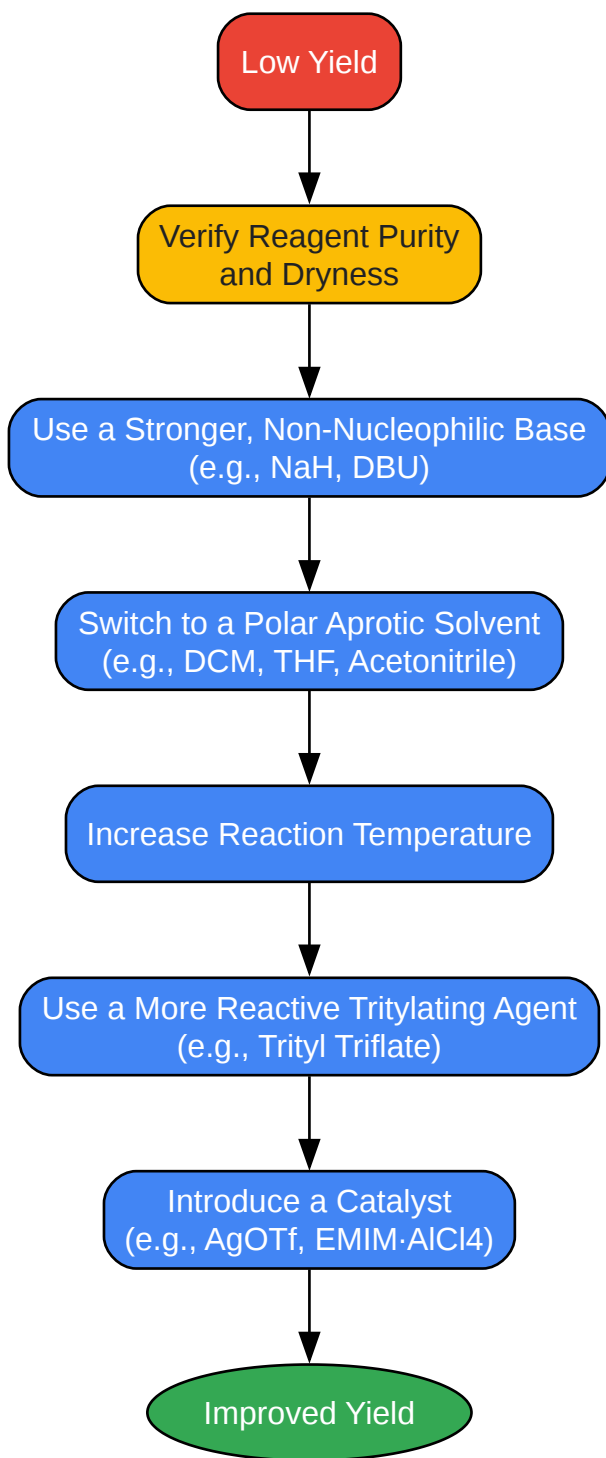 Low Yield
Verify Reagent Purity
and Dryness
Use a Stronger, Non-Nucleophilic Base
(e.g., NaH, DBU)
Switch to a Polar Aprotic Solvent
(e.g., DCM, THF, Acetonitrile)
Increase Reaction Temperature
Use a More Reactive Tritylating Agent
(e.g., Trityl Triflate)
Introduce a Catalyst
(e.g., AgOTf, EMIM·AlCl4)
Improved Yield